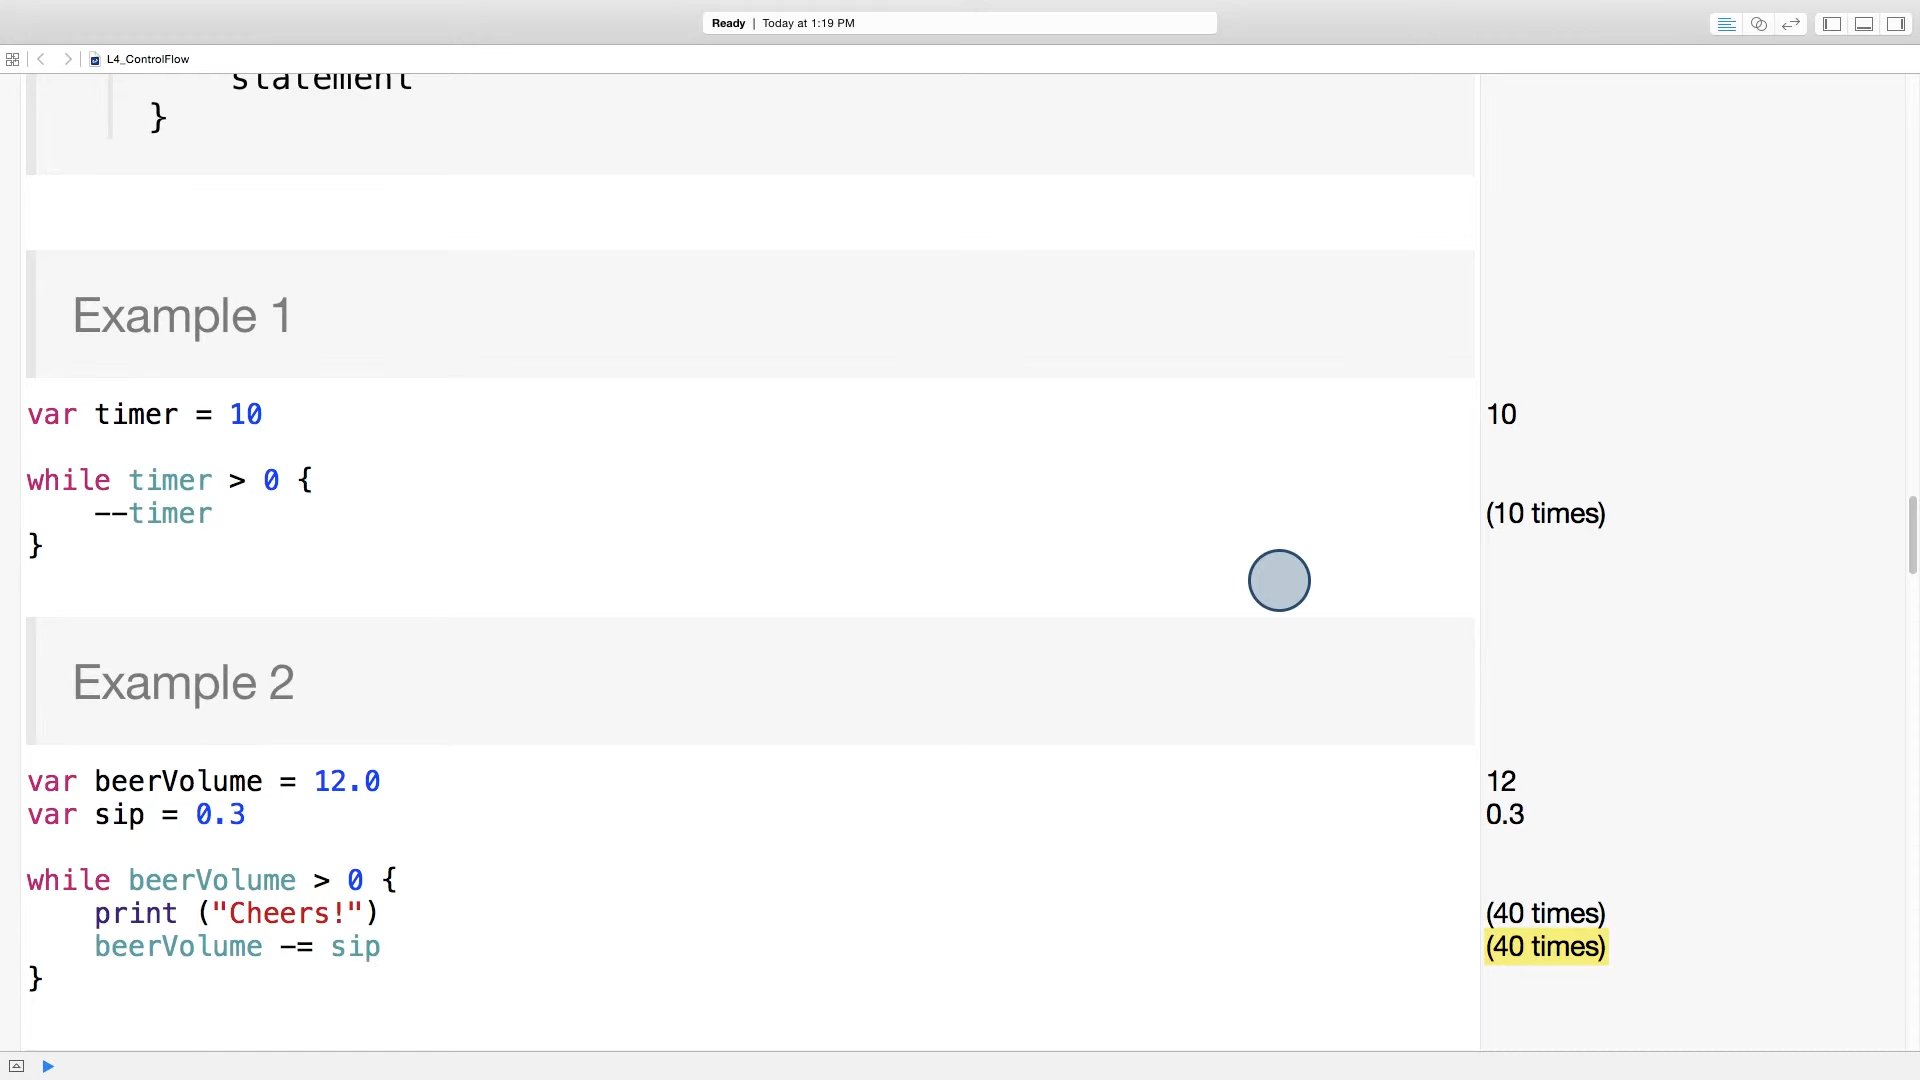 Ready | Today at 1:19 PM
L4_ControlFlow
statement
}
Example 1
var timer = 10
10
while timer > 0 {
--timer
(10 times)
}
Example 2
var beerVolume = 12.0
12
var sip = 0.3
0.3
while beerVolume > 0 {
print ("Cheers!")
(40 times)
beerVolume -= sip
(40 times)
}